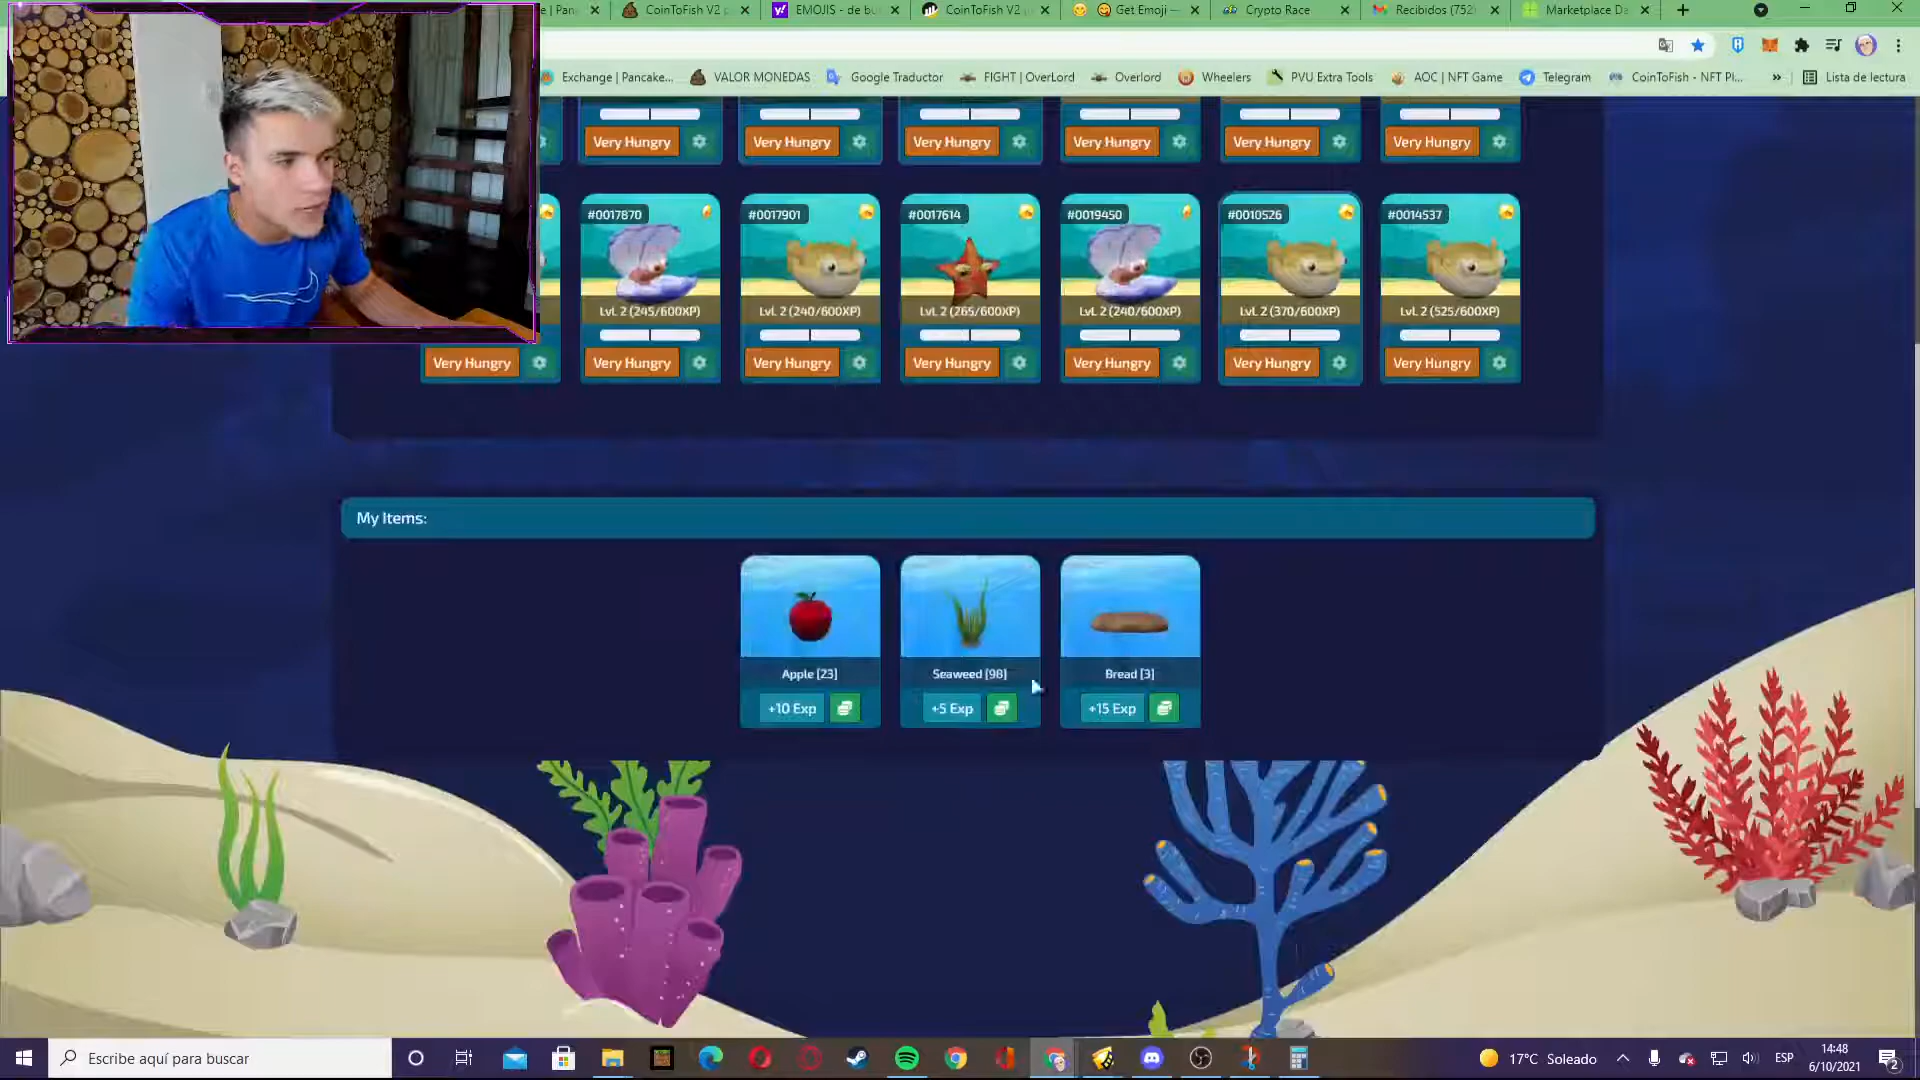 CoinToFish V2
EMOJIS - de bu
CoinToFish V2
Get Emoji —
Crypto Race
Recibidos (752
Marketplace Da
Exchange | Pancake...
VALOR MONEDAS
Google Traductor
FIGHT | OverLord
Overlord
Wheelers
PVU Extra Tools
AOC | NFT Game
Telegram
CoinToFish - NFT Pl...
»
Lista de lectura
Very Hungry
Very Hungry
Very Hungry
Very Hungry
Very Hungry
Very Hungry
#0017870
#0017901
#0017614
#0019450
#0010526
#0014537
Lvl. 2 (245/600XP)
Lvl. 2 (240/600XP)
Lvl. 2 (265/600XP)
Lvl. 2 (240/600XP)
Lvl. 2 (370/600XP)
Lvl. 2 (525/600XP)
Very Hungry
Very Hungry
Very Hungry
Very Hungry
Very Hungry
Very Hungry
Very Hungry
My Items:
Apple [23]
Seaweed [98]
Bread [3]
+10 Exp
+5 Exp
+15 Exp
Escribe aquí para buscar
17°C Soleado
ESP
14:48
6/10/2021
2